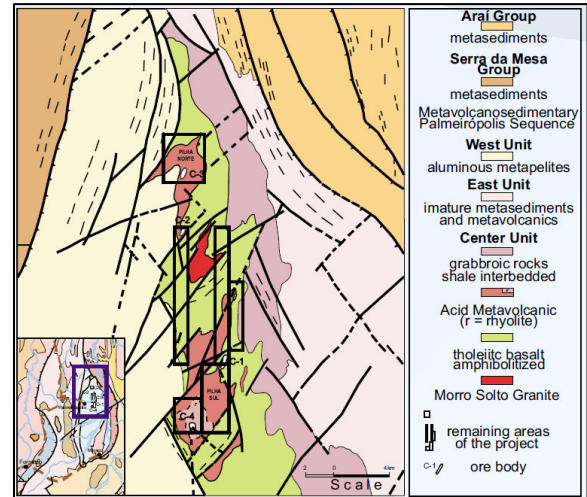 PILHA
NORTE
C-3
C-2
C-1
PILHA
SUL
C-4
2 0 4km
Scale
Araí Group
metasediments
Serra da Mesa
Group
metasediments
Metavolcanosedimentary
Palmeirópolis Sequence
West Unit
aluminous metapelites
East Unit
imature metasediments
and metavolcanics
Center Unit
grabbroic rocks
shale interbedded
Acid Metavolcanic
(r = rhyolite)
tholeiitc basalt
amphibolitized
Morro Solto Granite
remaining areas
of the project
C-1 ore body